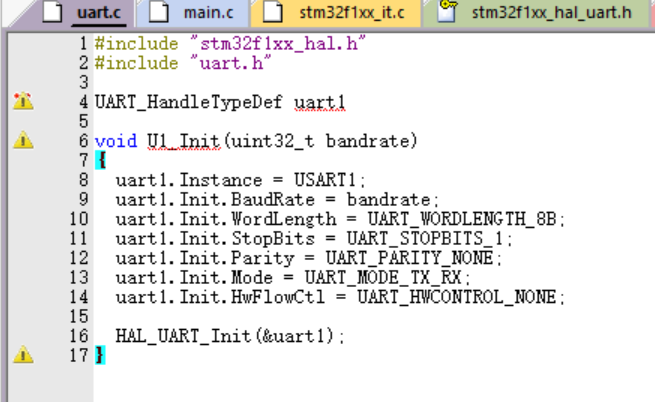 uart.c main.c stm32f1xx_it.c stm32f1xx_hal_uart.h
1 #include "stm32f1xx_hal.h"
2 #include "uart.h"
3
4 UART_HandleTypeDef uart1
5
6 void U1_Init(uint32_t bandrate)
7 {
8 uart1.Instance = USART1;
9 uart1.Init.BaudRate = bandrate;
10 uart1.Init.WordLength = UART_WORDLENGTH_8B;
11 uart1.Init.StopBits = UART_STOPBITS_1;
12 uart1.Init.Parity = UART_PARITY_NONE;
13 uart1.Init.Mode = UART_MODE_TX_RX;
14 uart1.Init.HwFlowCtl = UART_HWCONTROL_NONE;
15
16 HAL_UART_Init(&uart1);
17 }